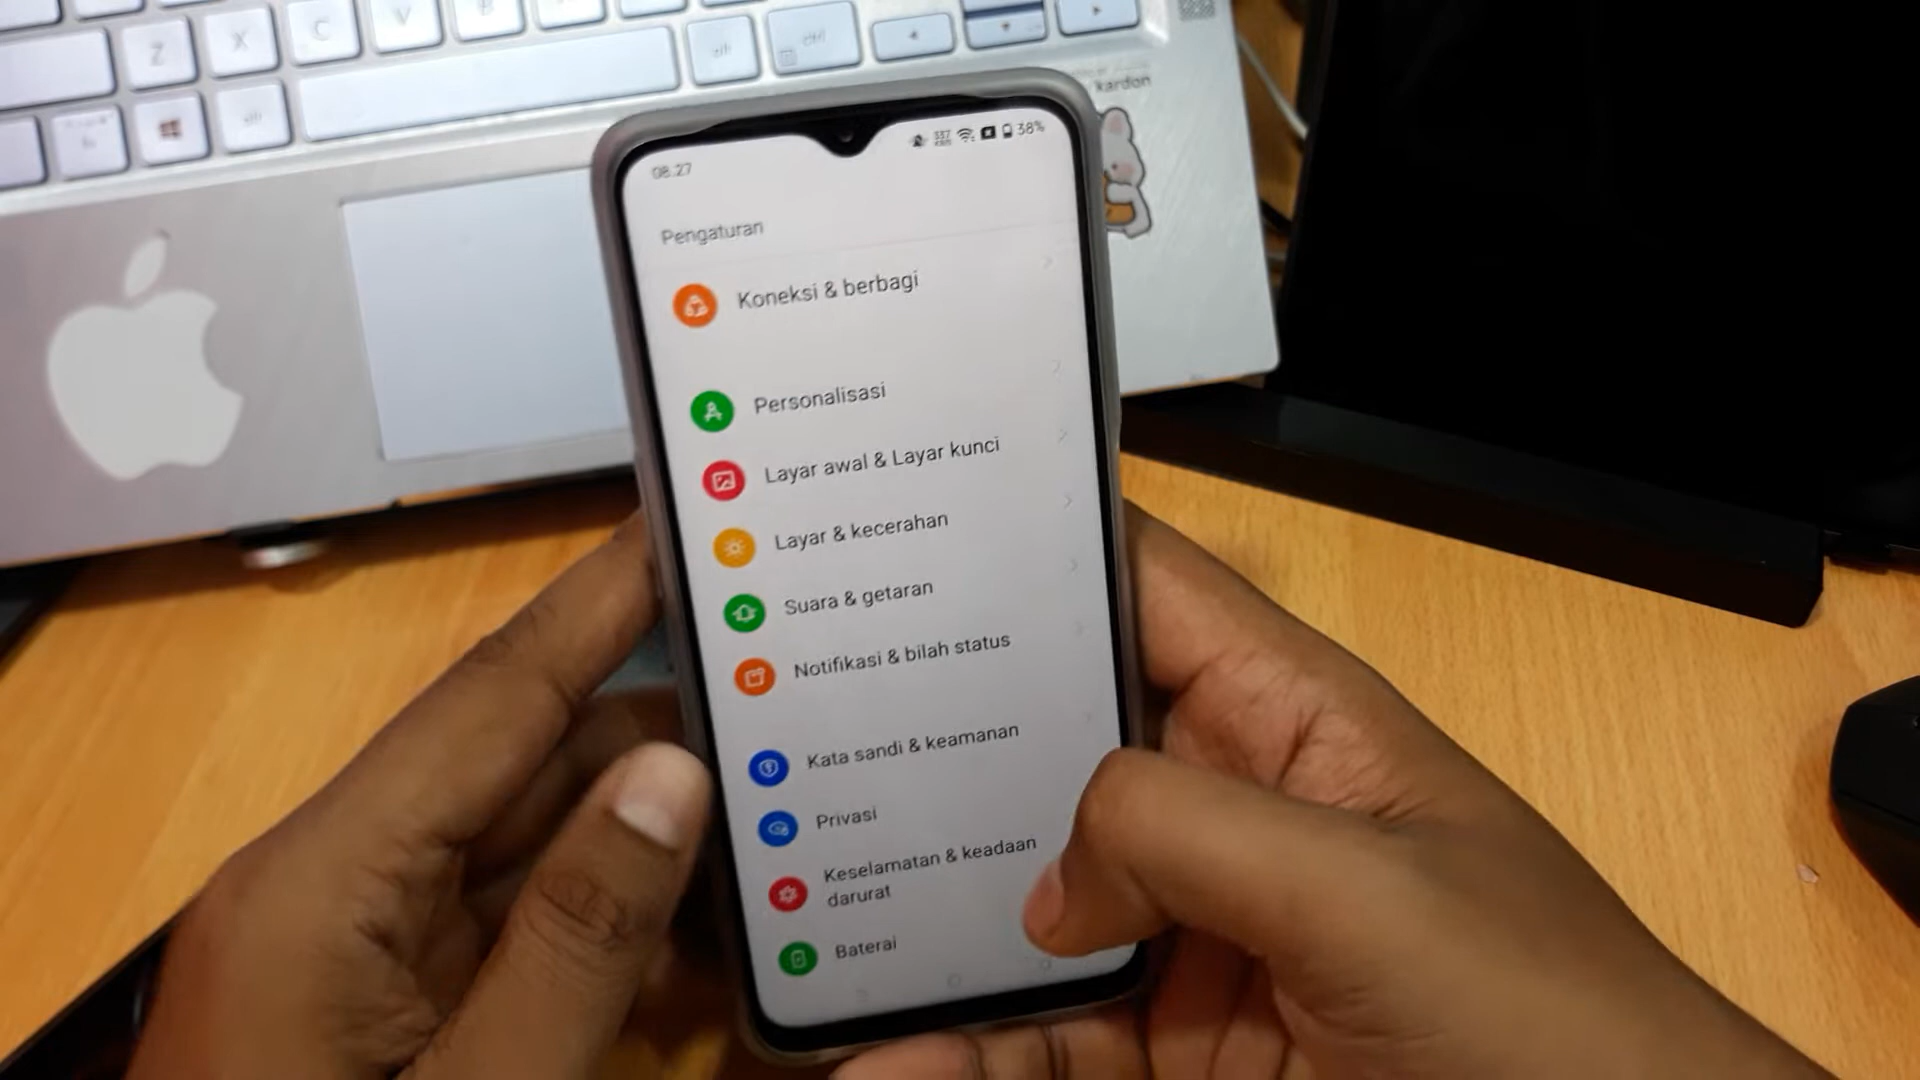 Z
X
C
V
kardon
08.27
337
38%
Pengaturan
Koneksi & berbagi
Personalisasi
Layar awal & Layar kunci
Layar & kecerahan
Suara & getaran
Notifikasi & bilah status
Kata sandi & keamanan
Privasi
Keselamatan & keadaan
darurat
Baterai